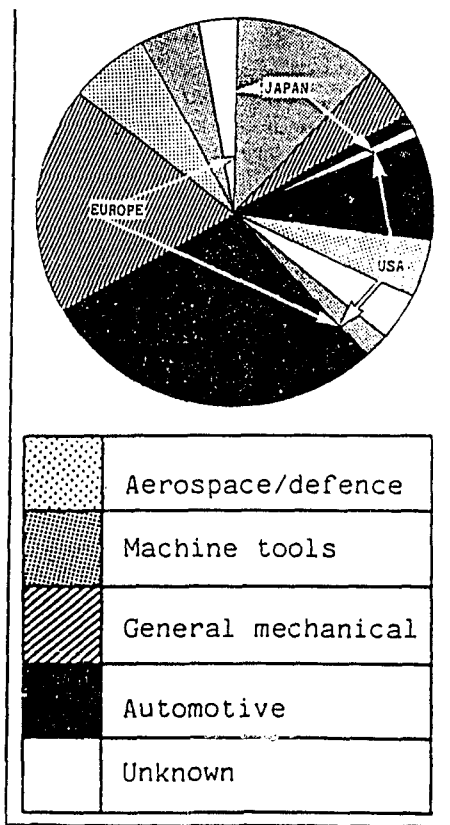 JAPAN
EUROPE
USA
Aerospace/defence
Machine tools
General mechanical
Automotive
Unknown